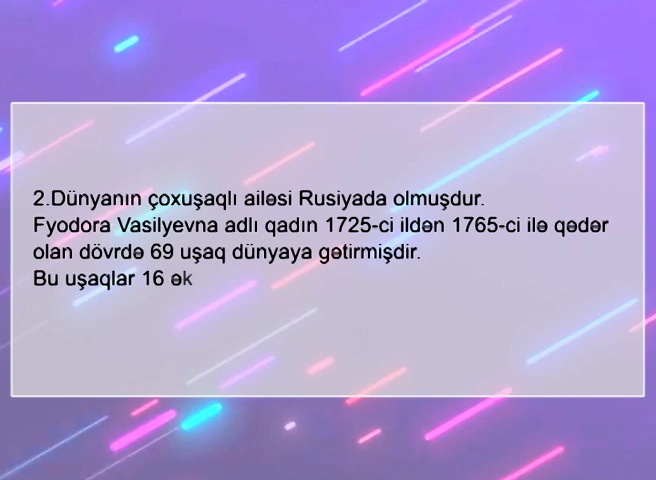 2.Dünyanın çoxuşaqlı ailəsi Rusiyada olmuşdur.
Fyodora Vasilyevna adlı qadın 1725-ci ildən 1765-ci ilə qədər
olan dövrdə 69 uşaq dünyaya gətirmişdir.
Bu uşaqlar 16 ək